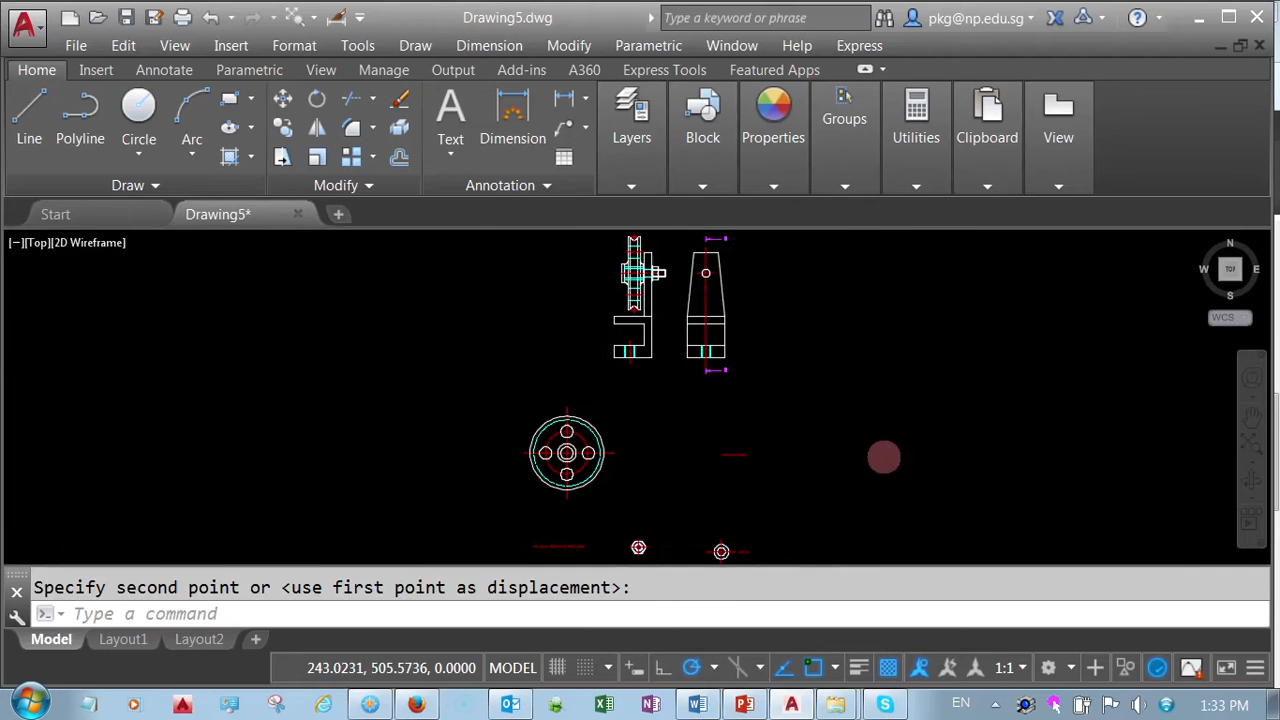 Drawing5.dwg
Type a keyword or phrase
pkg@np.edu.sg
File Edit View Insert Format Tools Draw Dimension Modify Parametric Window Help Express
Home Insert Annotate Parametric View Manage Output Add-ins A360 Express Tools Featured Apps
Line Polyline Circle Arc Text Dimension Layers Block Properties Groups Utilities Clipboard View
Draw Modify Annotation
Start Drawing5*
[−][Top][2D Wireframe]
N
W TOP E
S
WCS
Specify second point or <use first point as displacement>:
Type a command
Model Layout1 Layout2
243.0231, 505.5736, 0.0000 MODEL 1:1
EN 1:33 PM